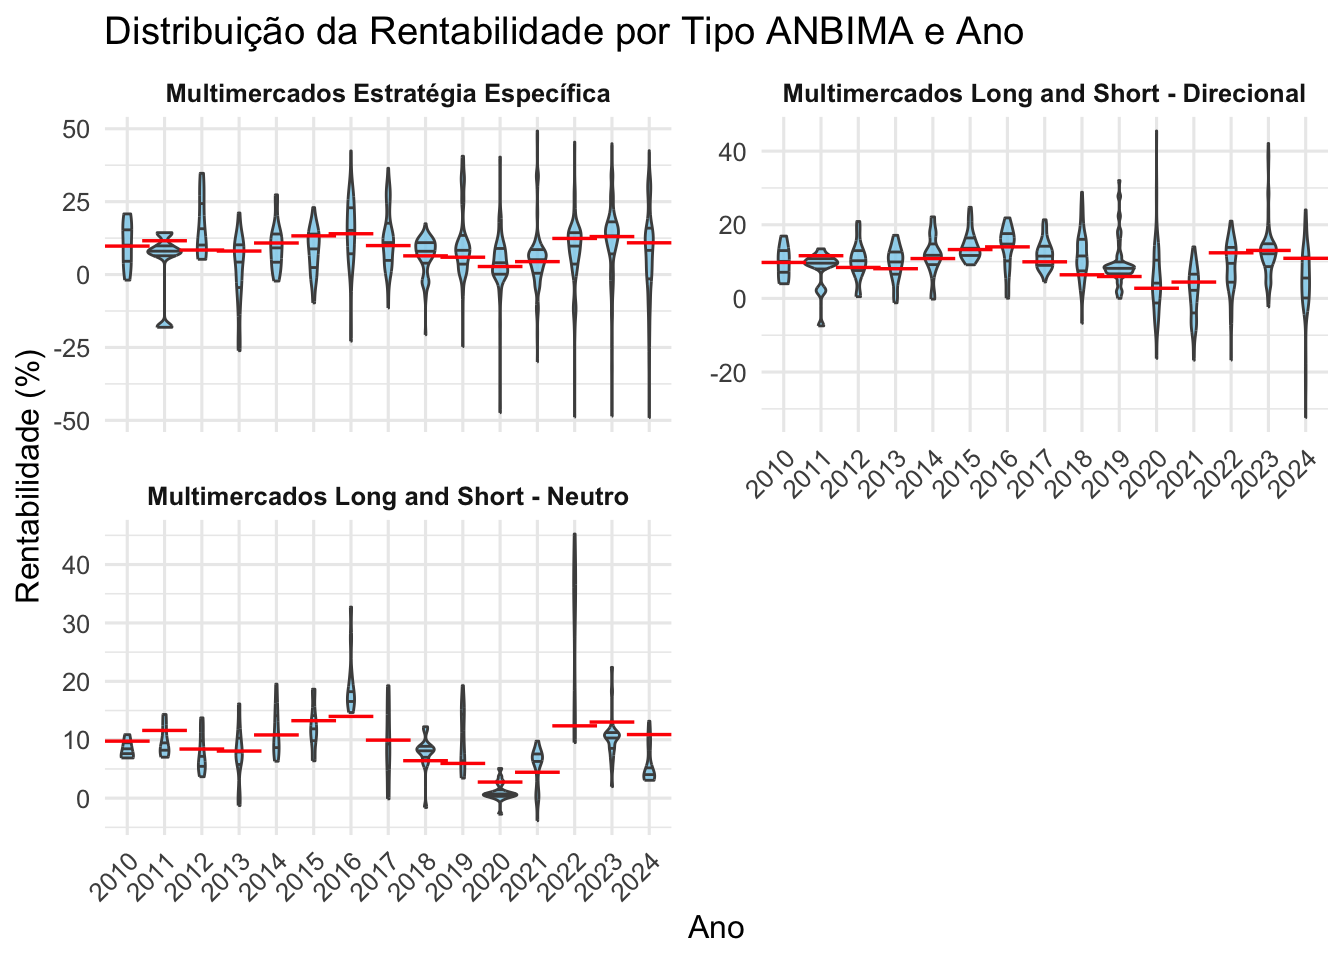 Distribuição da Rentabilidade por Tipo ANBIMA e Ano
Multimercados Estratégia Específica
Multimercados Long and Short - Direcional
50
25
0
-25
-50
40
20
0
-20
2010 2011 2012 2013 2014 2015 2016 2017 2018 2019 2020 2021 2022 2023 2024
Rentabilidade (%)
Multimercados Long and Short - Neutro
40
30
20
10
0
2010 2011 2012 2013 2014 2015 2016 2017 2018 2019 2020 2021 2022 2023 2024
Ano